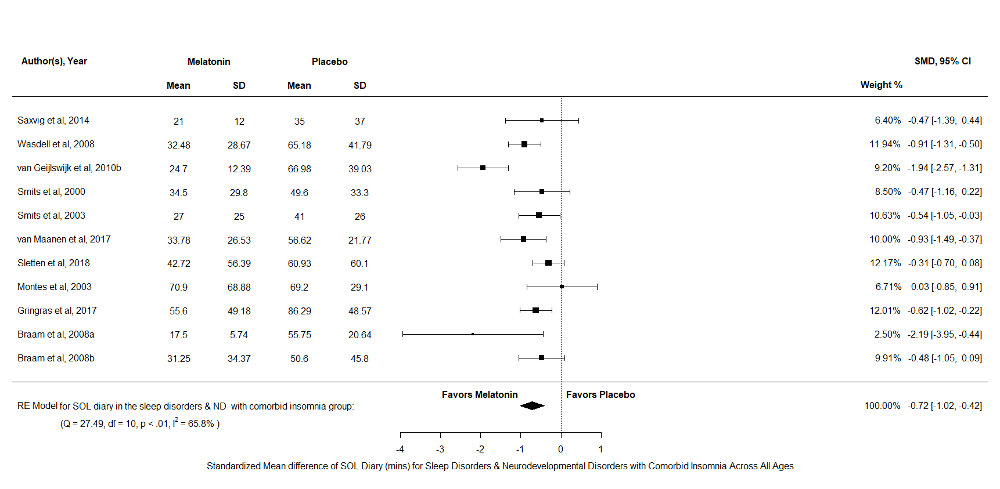 Author(s), Year Melatonin Placebo SMD, 95% CI
Mean SD Mean SD Weight %
Saxvig et al, 2014 21 12 35 37 6.40% -0.47 [-1.39, 0.44]
Wasdell et al, 2008 32.48 28.67 65.18 41.79 11.94% -0.91 [-1.31, -0.50]
van Geijlswijk et al, 2010b 24.7 12.39 66.98 39.03 9.20% -1.94 [-2.57, -1.31]
Smits et al, 2000 34.5 29.8 49.6 33.3 8.50% -0.47 [-1.16, 0.22]
Smits et al, 2003 27 25 41 26 10.63% -0.54 [-1.05, -0.03]
van Maanen et al, 2017 33.78 26.53 56.62 21.77 10.00% -0.93 [-1.49, -0.37]
Sletten et al, 2018 42.72 56.39 60.93 60.1 12.17% -0.31 [-0.70, 0.08]
Montes et al, 2003 70.9 68.88 69.2 29.1 6.71% 0.03 [-0.85, 0.91]
Gringras et al, 2017 55.6 49.18 86.29 48.57 12.01% -0.62 [-1.02, -0.22]
Braam et al, 2008a 17.5 5.74 55.75 20.64 2.50% -2.19 [-3.95, -0.44]
Braam et al, 2008b 31.25 34.37 50.6 45.8 9.91% -0.48 [-1.05, 0.09]
Favors Melatonin Favors Placebo
RE Model for SOL diary in the sleep disorders & ND with comorbid insomnia group: 100.00% -0.72 [-1.02, -0.42]
(Q = 27.49, df = 10, p < .01; I² = 65.8% )
-4 -3 -2 -1 0 1
Standardized Mean difference of SOL Diary (mins) for Sleep Disorders & Neurodevelopmental Disorders with Comorbid Insomnia Across All Ages